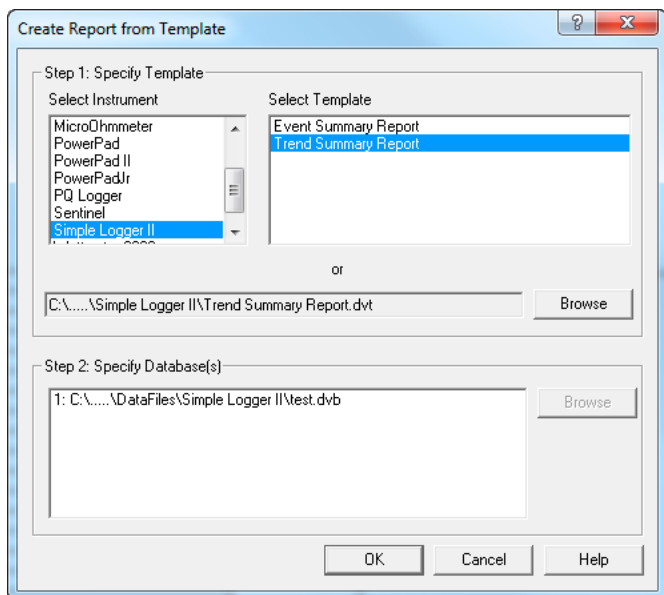 Create Report from Template
?
X
Step 1: Specify Template
Select Instrument
MicroOhmmeter
PowerPad
PowerPad II
PowerPadJr
PQ Logger
Sentinel
Simple Logger II
Select Template
Event Summary Report
Trend Summary Report
or
C:\.....\Simple Logger II\Trend Summary Report.dvt
Browse
Step 2: Specify Database(s)
1: C:\.....\DataFiles\Simple Logger II\test.dvb
Browse
OK
Cancel
Help